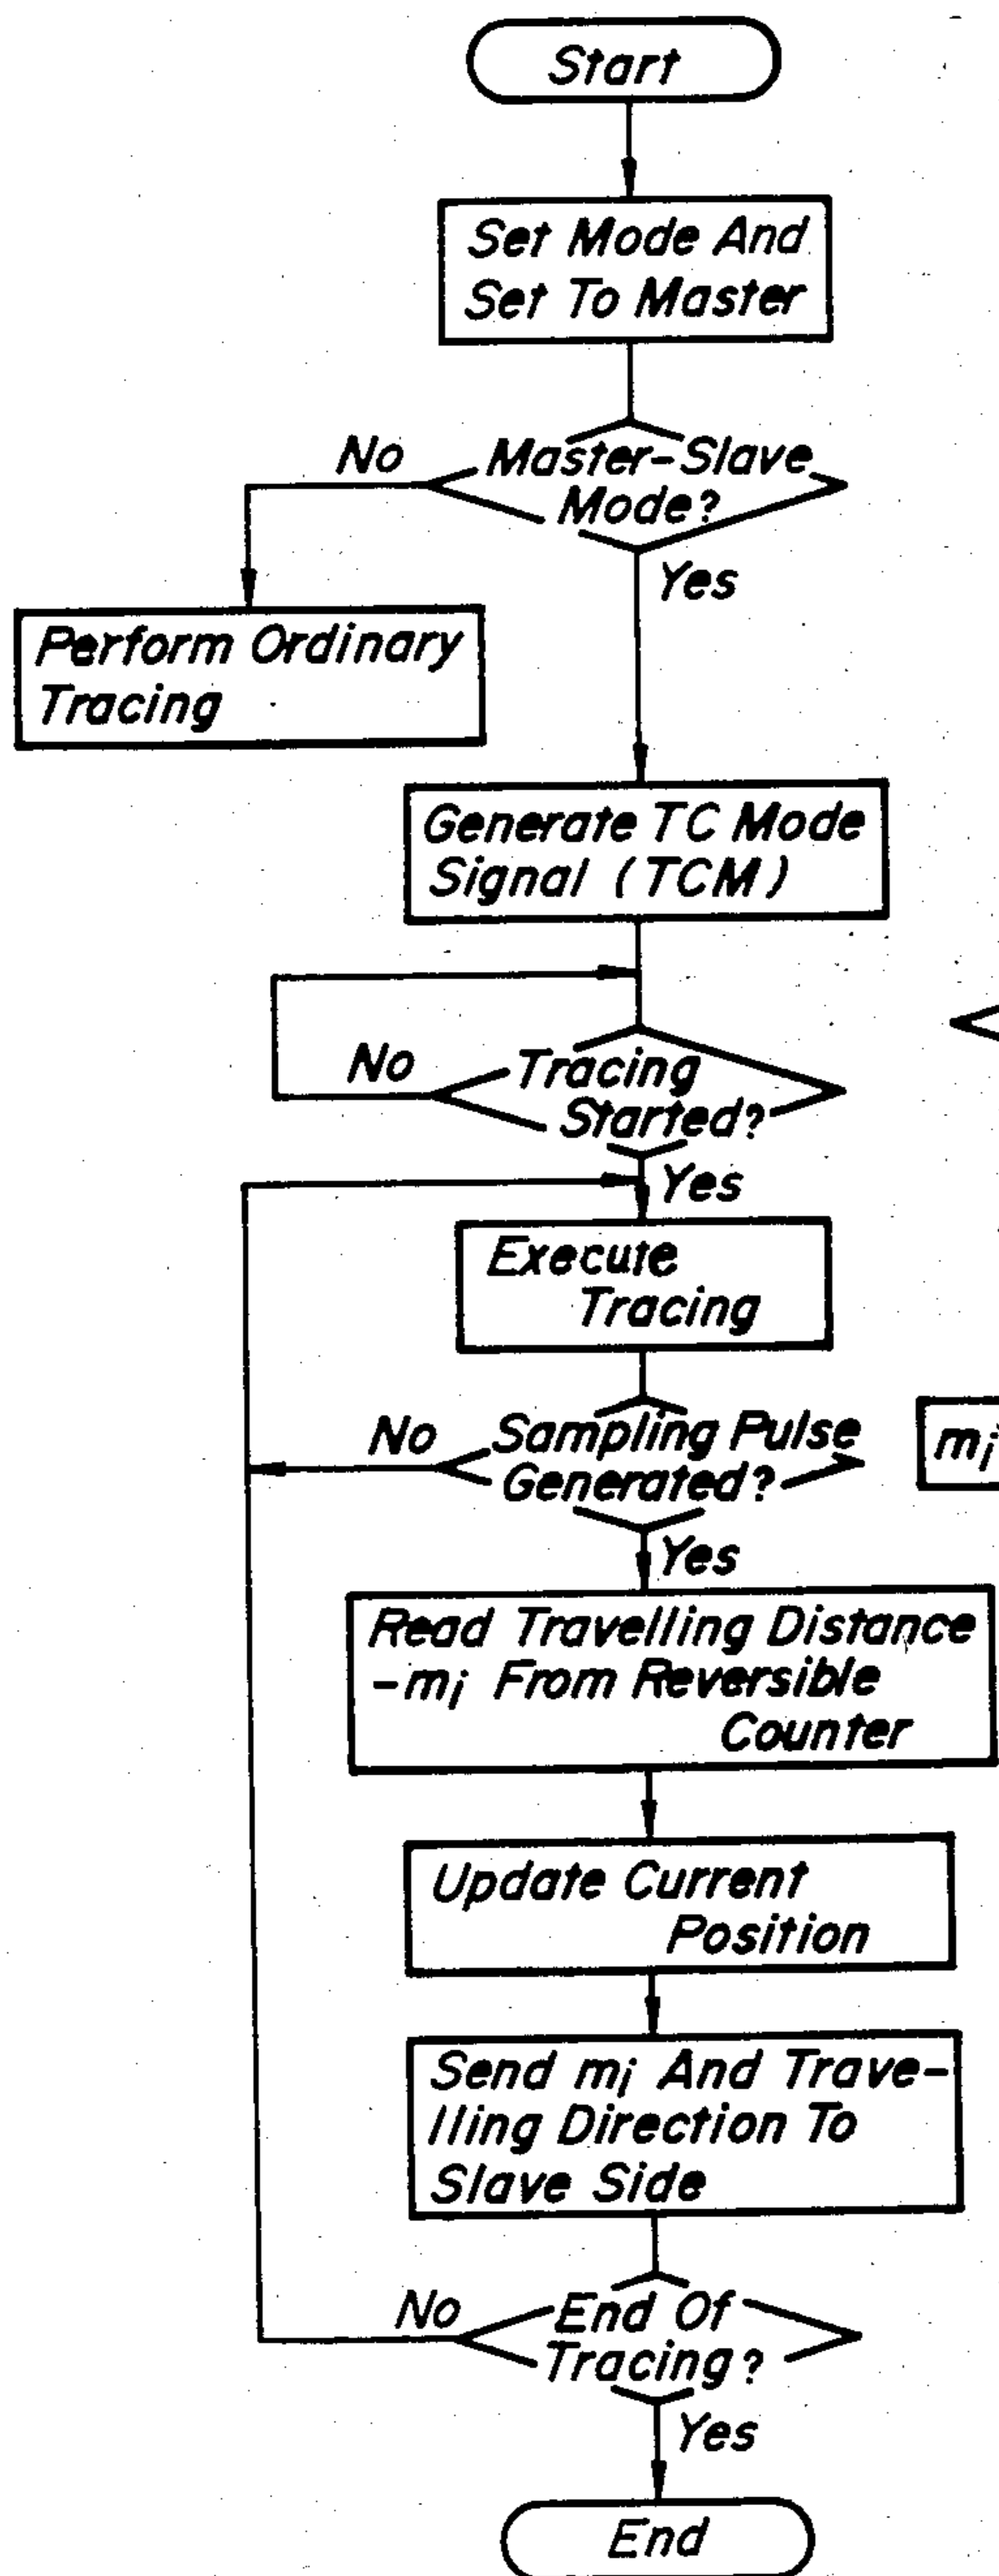 Start
Set Mode And
Set To Master
No
Master-Slave
Mode?
Yes
Perform Ordinary
Tracing
Generate TC Mode
Signal (TCM)
No
Tracing
Started?
Yes
Execute
Tracing
No
Sampling Pulse
Generated?
mi
Yes
Read Travelling Distance
-mi From Reversible
Counter
Update Current
Position
Send mi And Trave-
lling Direction To
Slave Side
No
End Of
Tracing?
Yes
End